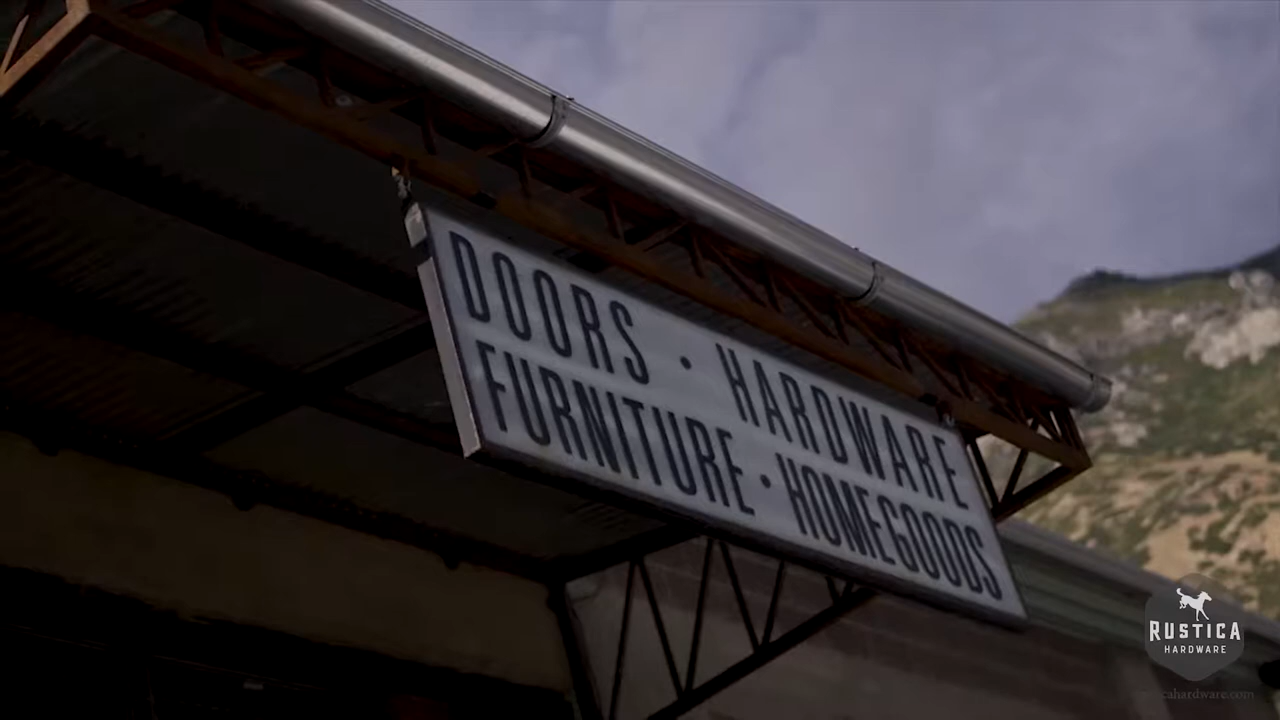 DOORS • HARDWARE
FURNITURE • HOMEGOODS
RUSTICA
HARDWARE